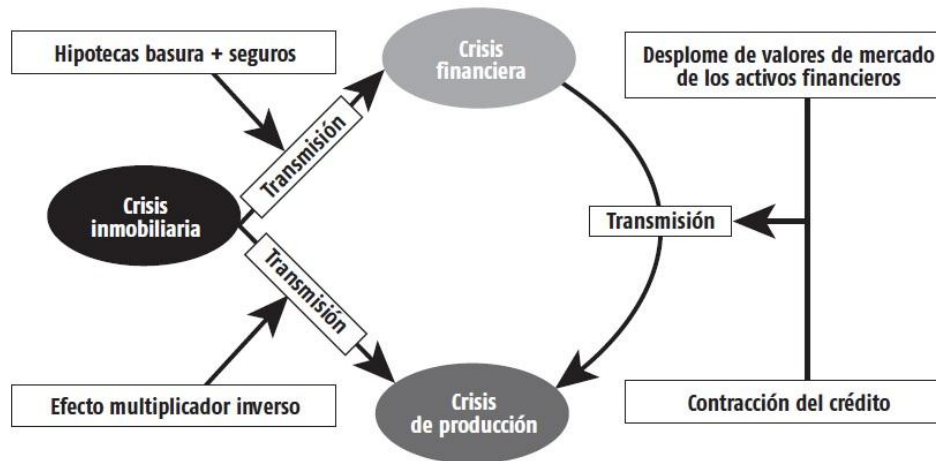 Hipotecas basura + seguros
Crisis
financiera
Desplome de valores de mercado
de los activos financieros
Transmisión
Crisis
inmobiliaria
Transmisión
Transmisión
Efecto multiplicador inverso
Crisis
de producción
Contracción del crédito